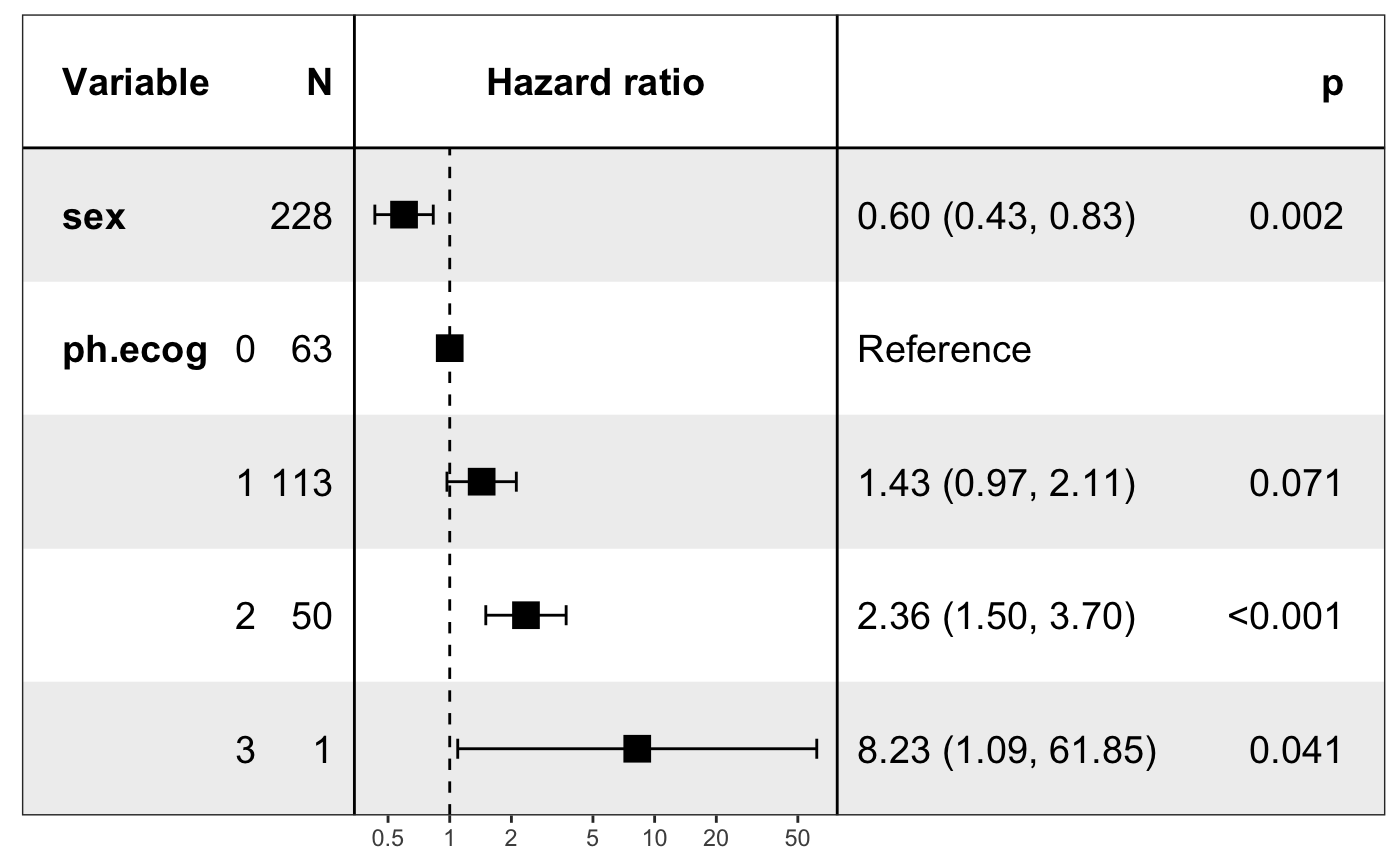 Variable N Hazard ratio p
sex 228 0.60 (0.43, 0.83) 0.002
ph.ecog 0 63 Reference
1 113 1.43 (0.97, 2.11) 0.071
2 50 2.36 (1.50, 3.70) <0.001
3 1 8.23 (1.09, 61.85) 0.041
0.5 1 2 5 10 20 50